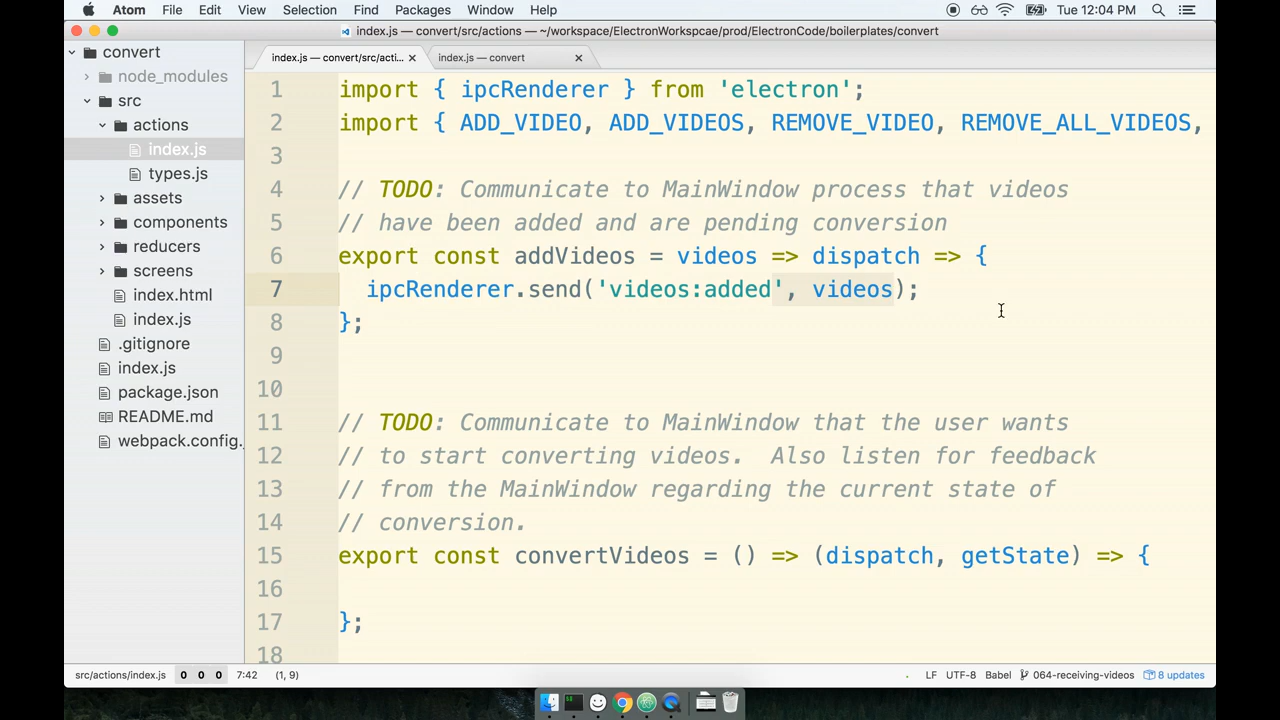 Atom File Edit View Selection Find Packages Window Help Tue 12:04 PM
index.js — convert/src/actions — ~/workspace/ElectronWorkspcae/prod/ElectronCode/boilerplates/convert
convert
node_modules
src
actions
index.js
types.js
assets
components
reducers
screens
index.html
index.js
.gitignore
index.js
package.json
README.md
webpack.config.
index.js — convert/src/acti... ×
index.js — convert ×
1 import { ipcRenderer } from 'electron';
2 import { ADD_VIDEO, ADD_VIDEOS, REMOVE_VIDEO, REMOVE_ALL_VIDEOS,
3
4 // TODO: Communicate to MainWindow process that videos
5 // have been added and are pending conversion
6 export const addVideos = videos => dispatch => {
7 ipcRenderer.send('videos:added', videos);
8 };
9
10
11 // TODO: Communicate to MainWindow that the user wants
12 // to start converting videos.  Also listen for feedback
13 // from the MainWindow regarding the current state of
14 // conversion.
15 export const convertVideos = () => (dispatch, getState) => {
16
17 };
18
src/actions/index.js 0 0 0 7:42 (1, 9) LF UTF-8 Babel 064-receiving-videos 8 updates